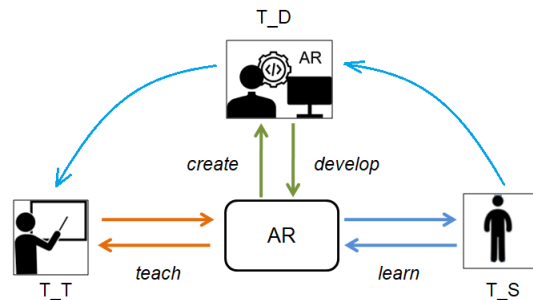 T_D
</> AR
create
develop
AR
teach
learn
T_T
T_S